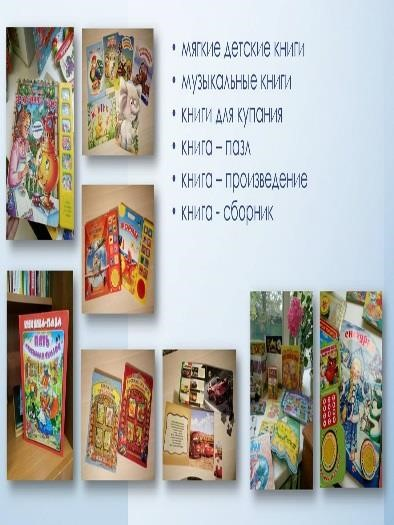 • мягкие детские книги
• музыкальные книги
• книги для купания
• книга – пазл
• книга – произведение
• книга - сборник